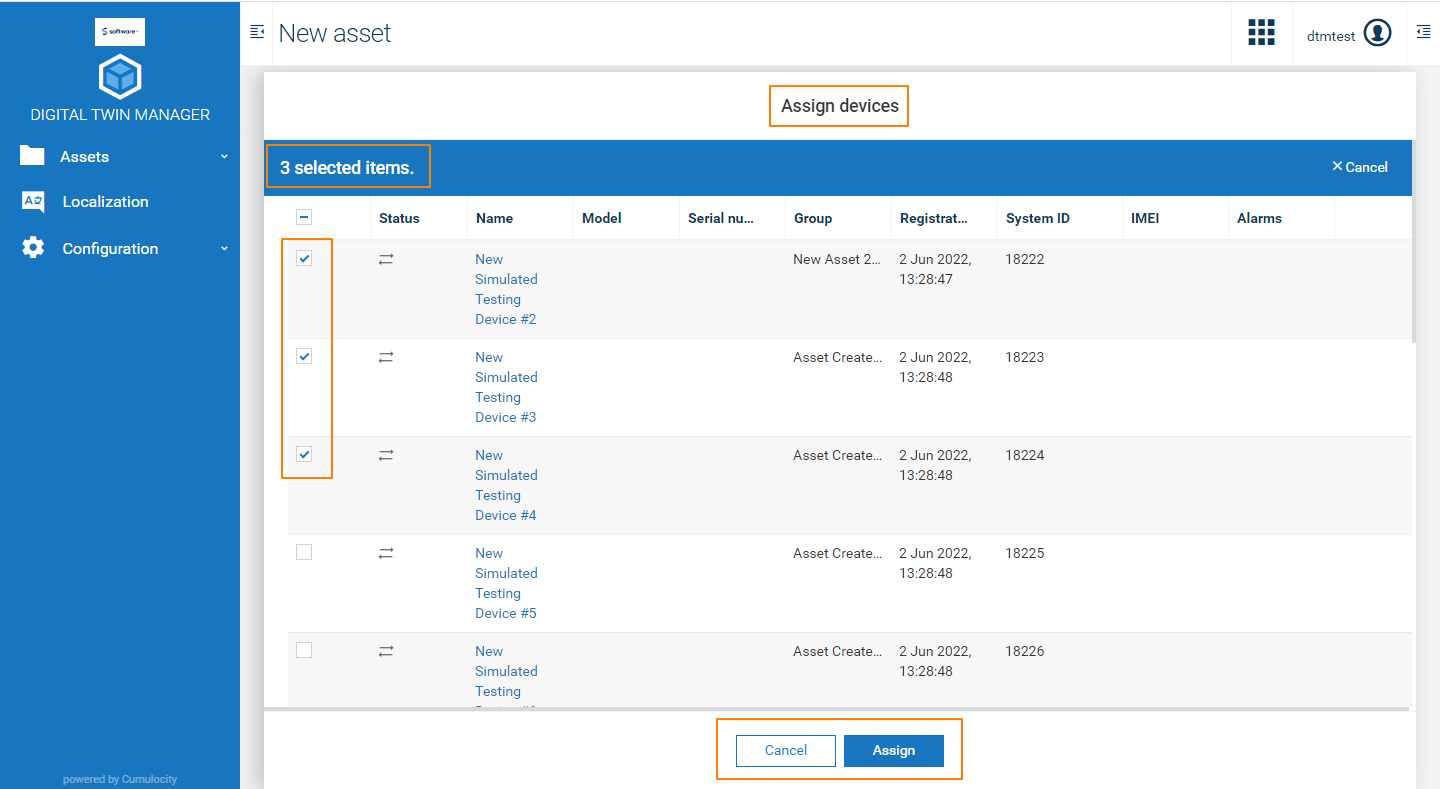 software
New asset
dtmtest
DIGITAL TWIN MANAGER
Assets
Localization
Configuration
powered by Cumulocity
Assign devices
3 selected items.
Cancel
Status Name Model Serial nu... Group Registrat... System ID IMEI Alarms
New Asset 2... 2 Jun 2022, 18222
New
Simulated 13:28:47
Testing
Device #2
New Asset Create... 2 Jun 2022, 18223
Simulated 13:28:48
Testing
Device #3
New Asset Create... 2 Jun 2022, 18224
Simulated 13:28:48
Testing
Device #4
New Asset Create... 2 Jun 2022, 18225
Simulated 13:28:48
Testing
Device #5
New Asset Create... 2 Jun 2022, 18226
Simulated 13:28:48
Testing
Cancel Assign